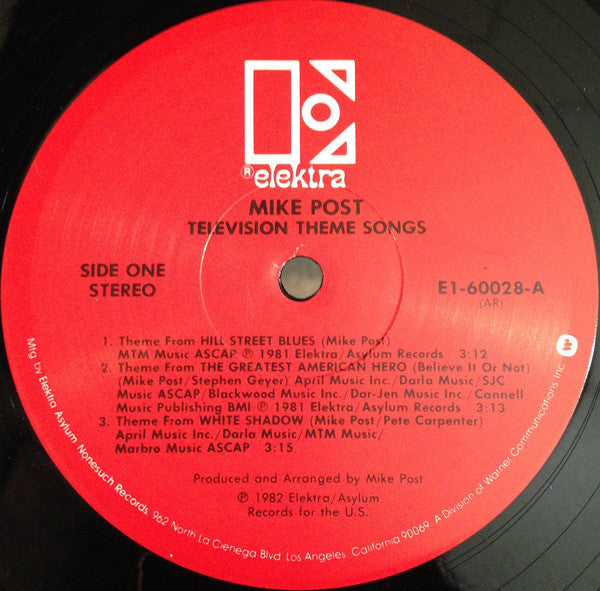 ® elektra
MIKE POST
TELEVISION THEME SONGS
SIDE ONE
STEREO
E1-60028-A
(AR)
1. Theme From HILL STREET BLUES (Mike Post)
MTM Music ASCAP ℗ 1981 Elektra/Asylum Records 3:12
2. Theme From THE GREATEST AMERICAN HERO (Believe It Or Not)
(Mike Post/Stephen Geyer) April Music Inc./Darla Music/SJC
Music ASCAP/Blackwood Music Inc./Dar-Jen Music Inc./Cannell
Music Publishing BMI ℗ 1981 Elektra/Asylum Records 3:13
3. Theme From WHITE SHADOW (Mike Post/Pete Carpenter)
April Music Inc./Darla Music/MTM Music/
Marbro Music ASCAP 3:15
Produced and Arranged by Mike Post
℗ 1982 Elektra/Asylum
Records for the U.S.
Mfg. by Elektra Asylum Nonesuch Records, 962 North La Cienega Blvd. Los Angeles, California 90069. A Division of Warner Communications Inc.